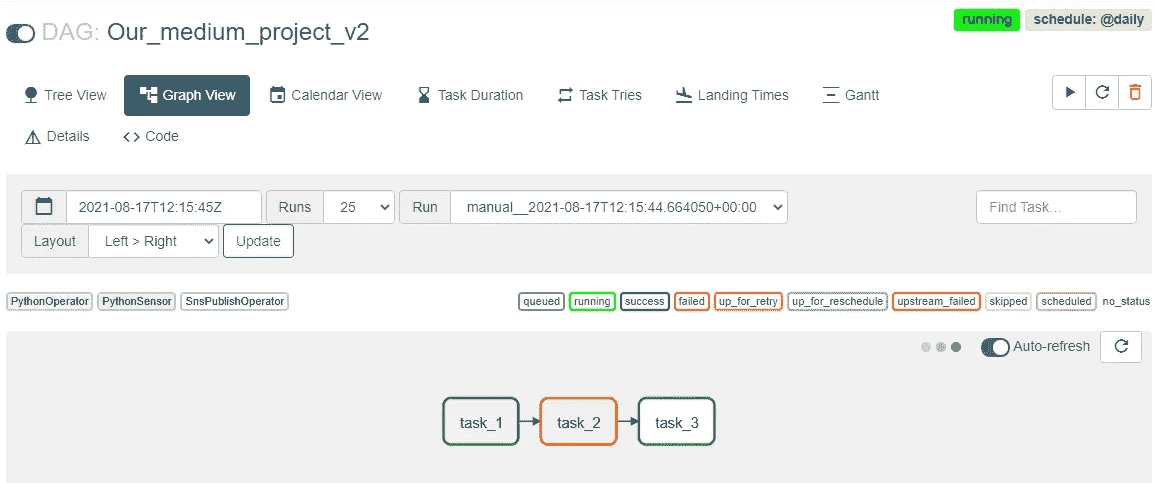 DAG: Our_medium_project_v2
running schedule: @daily
Tree View Graph View Calendar View Task Duration Task Tries Landing Times Gantt
Details <> Code
2021-08-17T12:15:45Z Runs 25 Run manual__2021-08-17T12:15:44.664050+00:00 Find Task...
Layout Left > Right Update
PythonOperator PythonSensor SnsPublishOperator queued running success failed up_for_retry up_for_reschedule upstream_failed skipped scheduled no_status
Auto-refresh
task_1 task_2 task_3